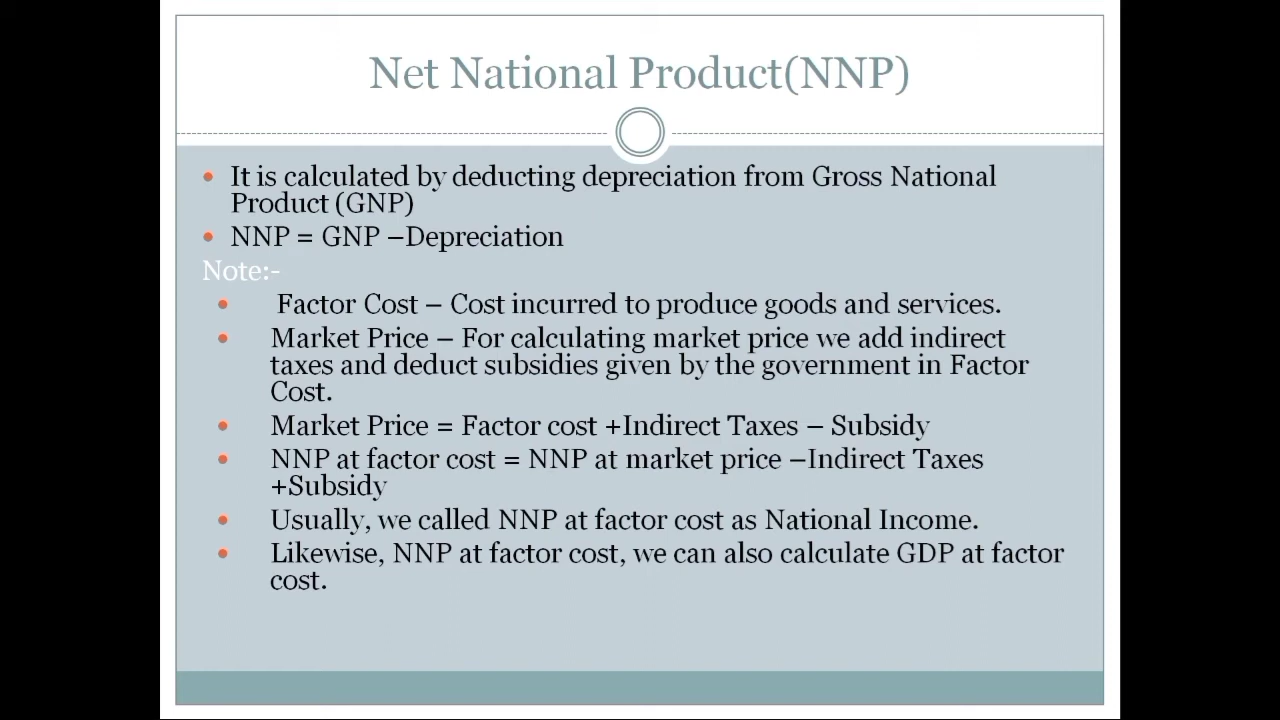 Net National Product(NNP)
• It is calculated by deducting depreciation from Gross National
Product (GNP)
• NNP = GNP –Depreciation
Note:-
• Factor Cost – Cost incurred to produce goods and services.
• Market Price – For calculating market price we add indirect
taxes and deduct subsidies given by the government in Factor
Cost.
• Market Price = Factor cost +Indirect Taxes – Subsidy
• NNP at factor cost = NNP at market price –Indirect Taxes
+Subsidy
• Usually, we called NNP at factor cost as National Income.
• Likewise, NNP at factor cost, we can also calculate GDP at factor
cost.